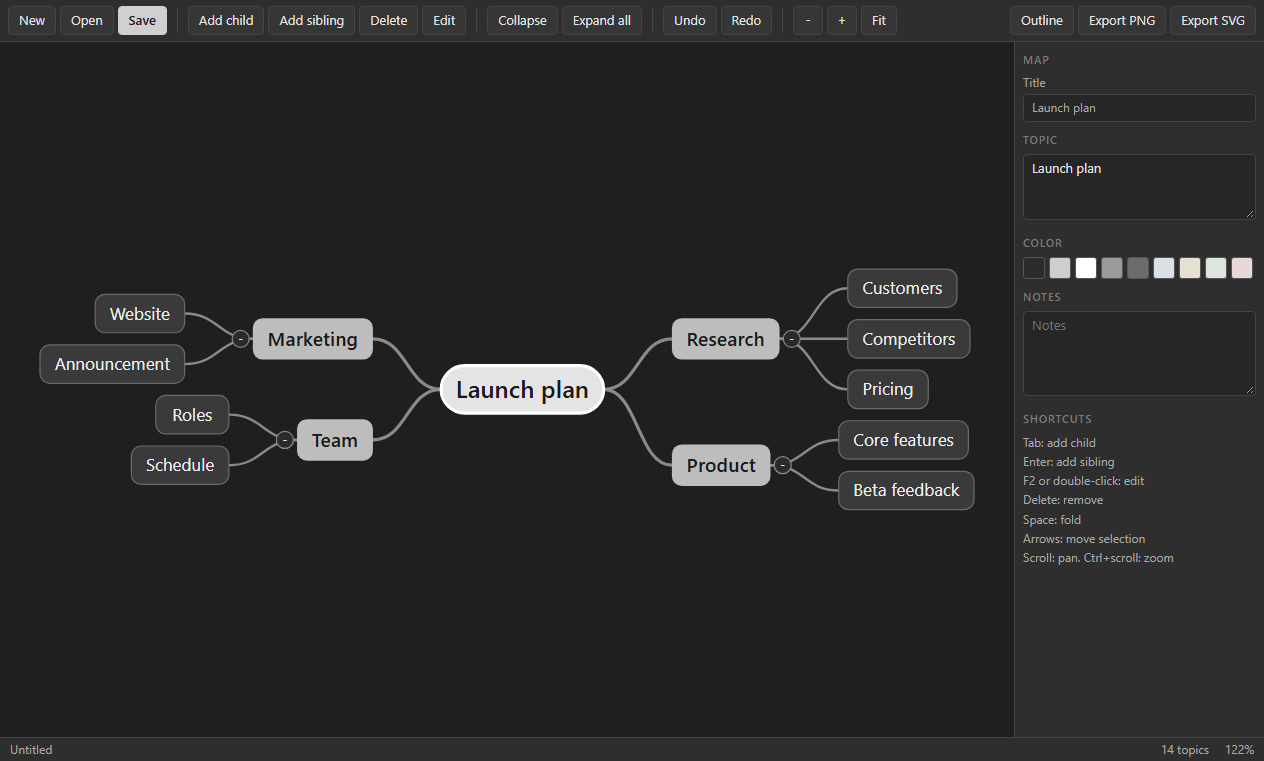 New Open Save Add child Add sibling Delete Edit Collapse Expand all Undo Redo - + Fit Outline Export PNG Export SVG
MAP
Title
Launch plan
TOPIC
Launch plan
COLOR
NOTES
Notes
SHORTCUTS
Tab: add child
Enter: add sibling
F2 or double-click: edit
Delete: remove
Space: fold
Arrows: move selection
Scroll: pan. Ctrl+scroll: zoom
Launch plan
Marketing
-
Website
Announcement
Team
-
Roles
Schedule
Research
-
Customers
Competitors
Pricing
Product
-
Core features
Beta feedback
Untitled 14 topics 122%